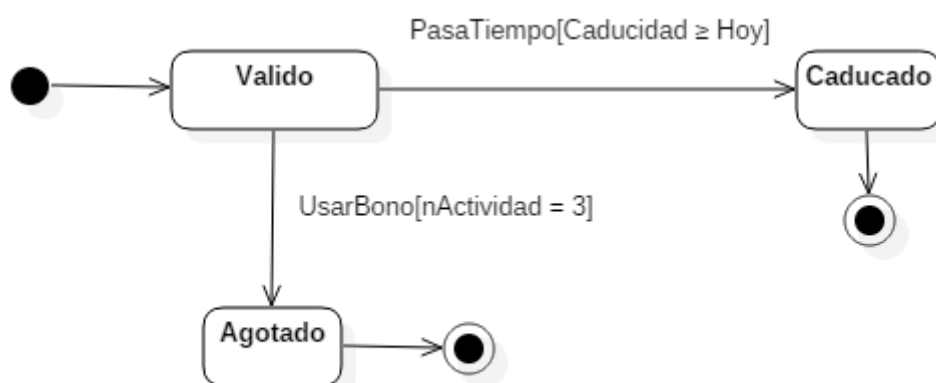 PasaTiempo[Caducidad ≥ Hoy]
Valido
Caducado
UsarBono[nActividad = 3]
Agotado